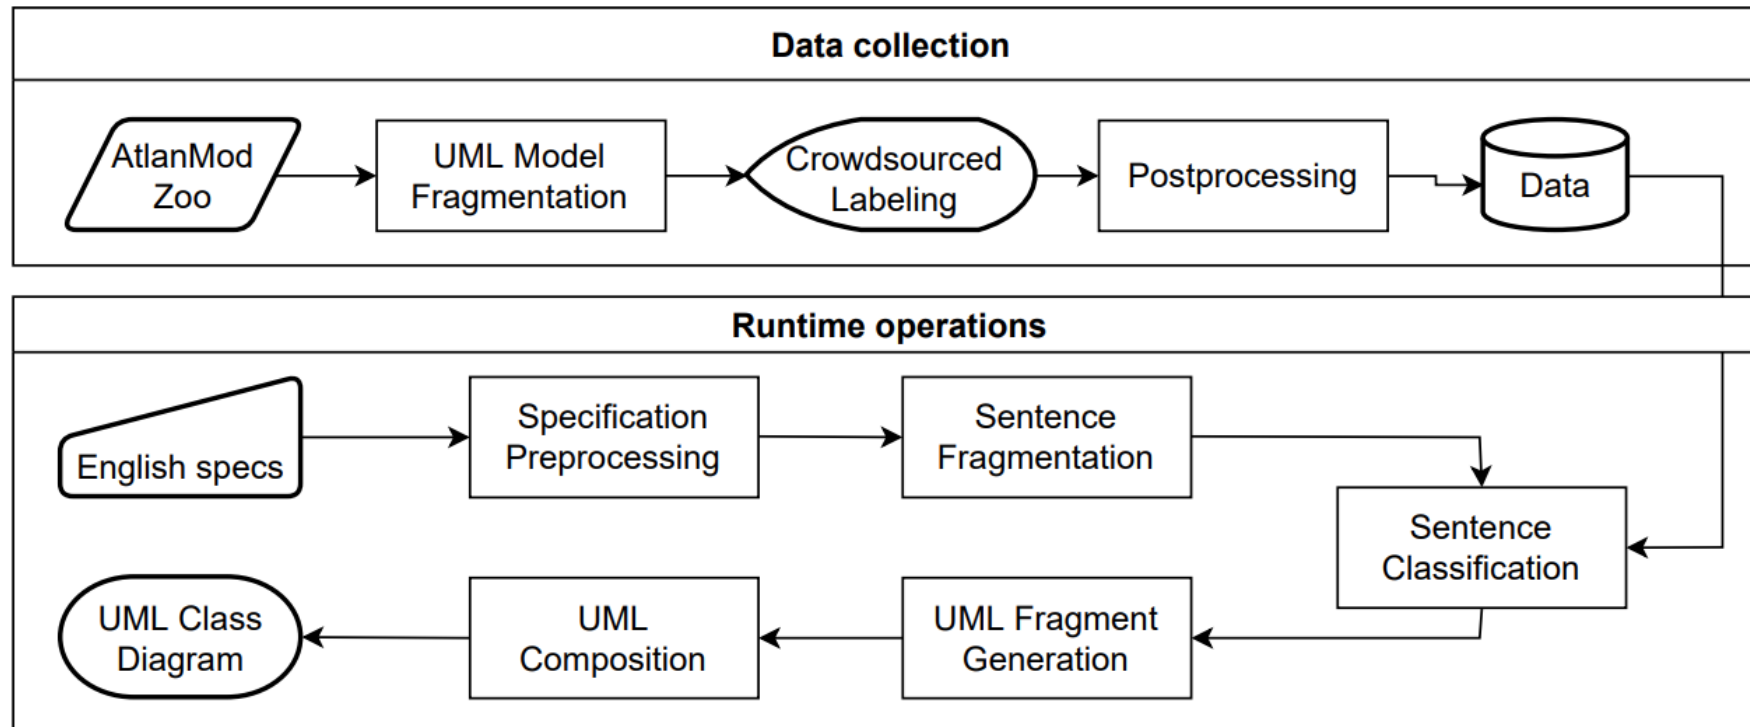 Data collection
AtlanMod
Zoo
UML Model
Fragmentation
Crowdsourced
Labeling
Postprocessing
Data
Runtime operations
English specs
Specification
Preprocessing
Sentence
Fragmentation
Sentence
Classification
UML Class
Diagram
UML
Composition
UML Fragment
Generation